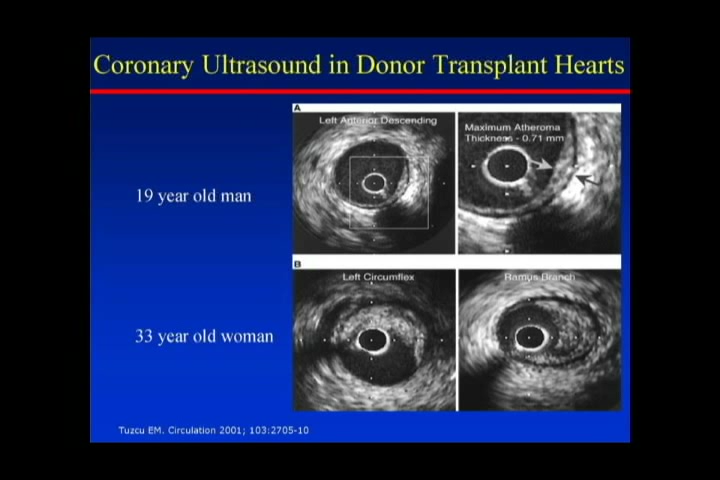 Coronary Ultrasound in Donor Transplant Hearts
A
Left Anterior Descending
Maximum Atheroma
Thickness - 0.71 mm
19 year old man
B
Left Circumflex
Ramus Branch
33 year old woman
Tuzcu EM. Circulation 2001; 103:2705-10